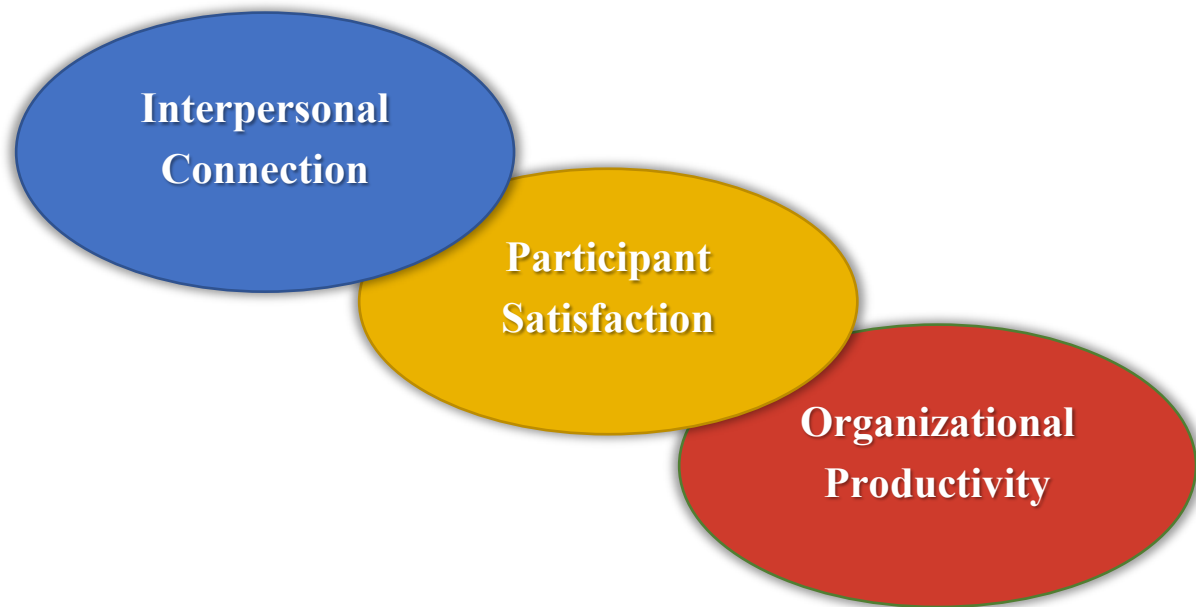 Interpersonal
Connection
Participant
Satisfaction
Organizational
Productivity